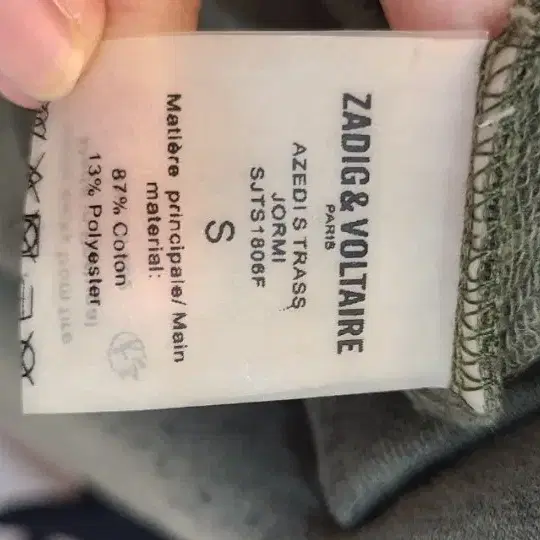 ZADIG & VOLTAIRE
PARIS
AZEDI S TRASS
JORMI
SJTS1806F
S
Matière principale/ Main
material:
87% Coton
13% Polyester